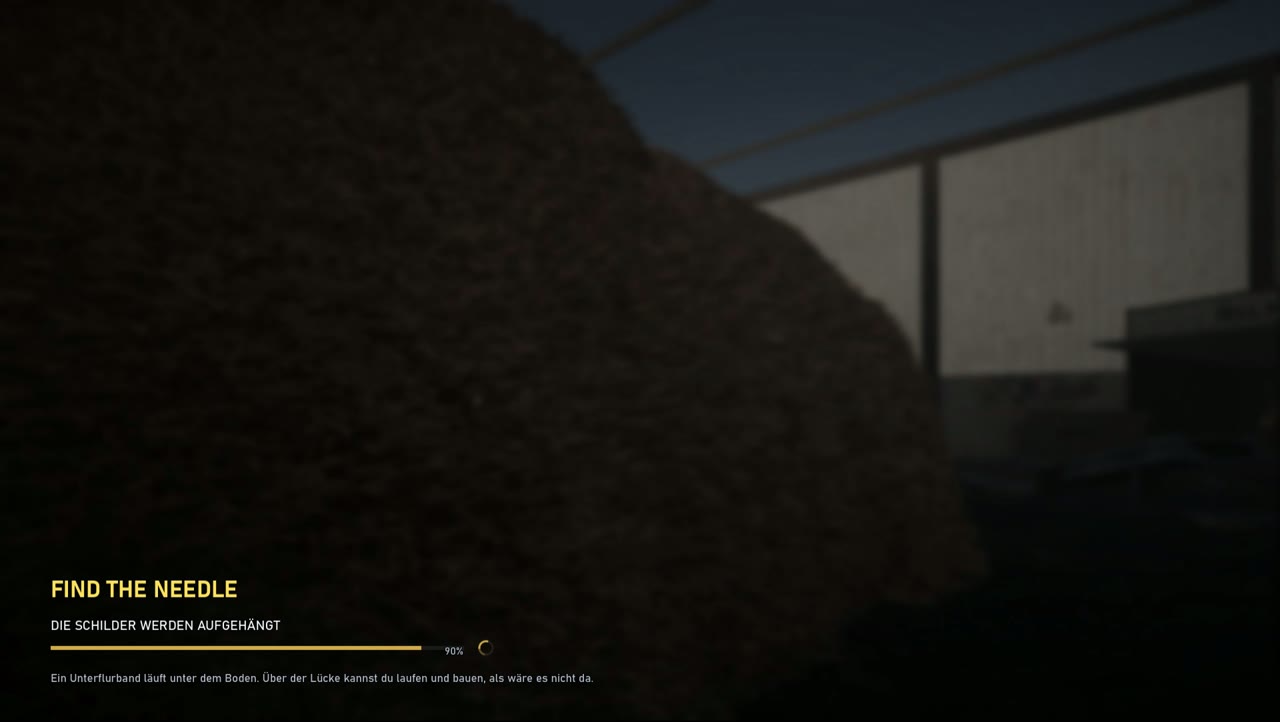 FIND THE NEEDLE
DIE SCHILDER WERDEN AUFGEHÄNGT
90%
Ein Unterflurband läuft unter dem Boden. Über der Lücke kannst du laufen und bauen, als wäre es nicht da.